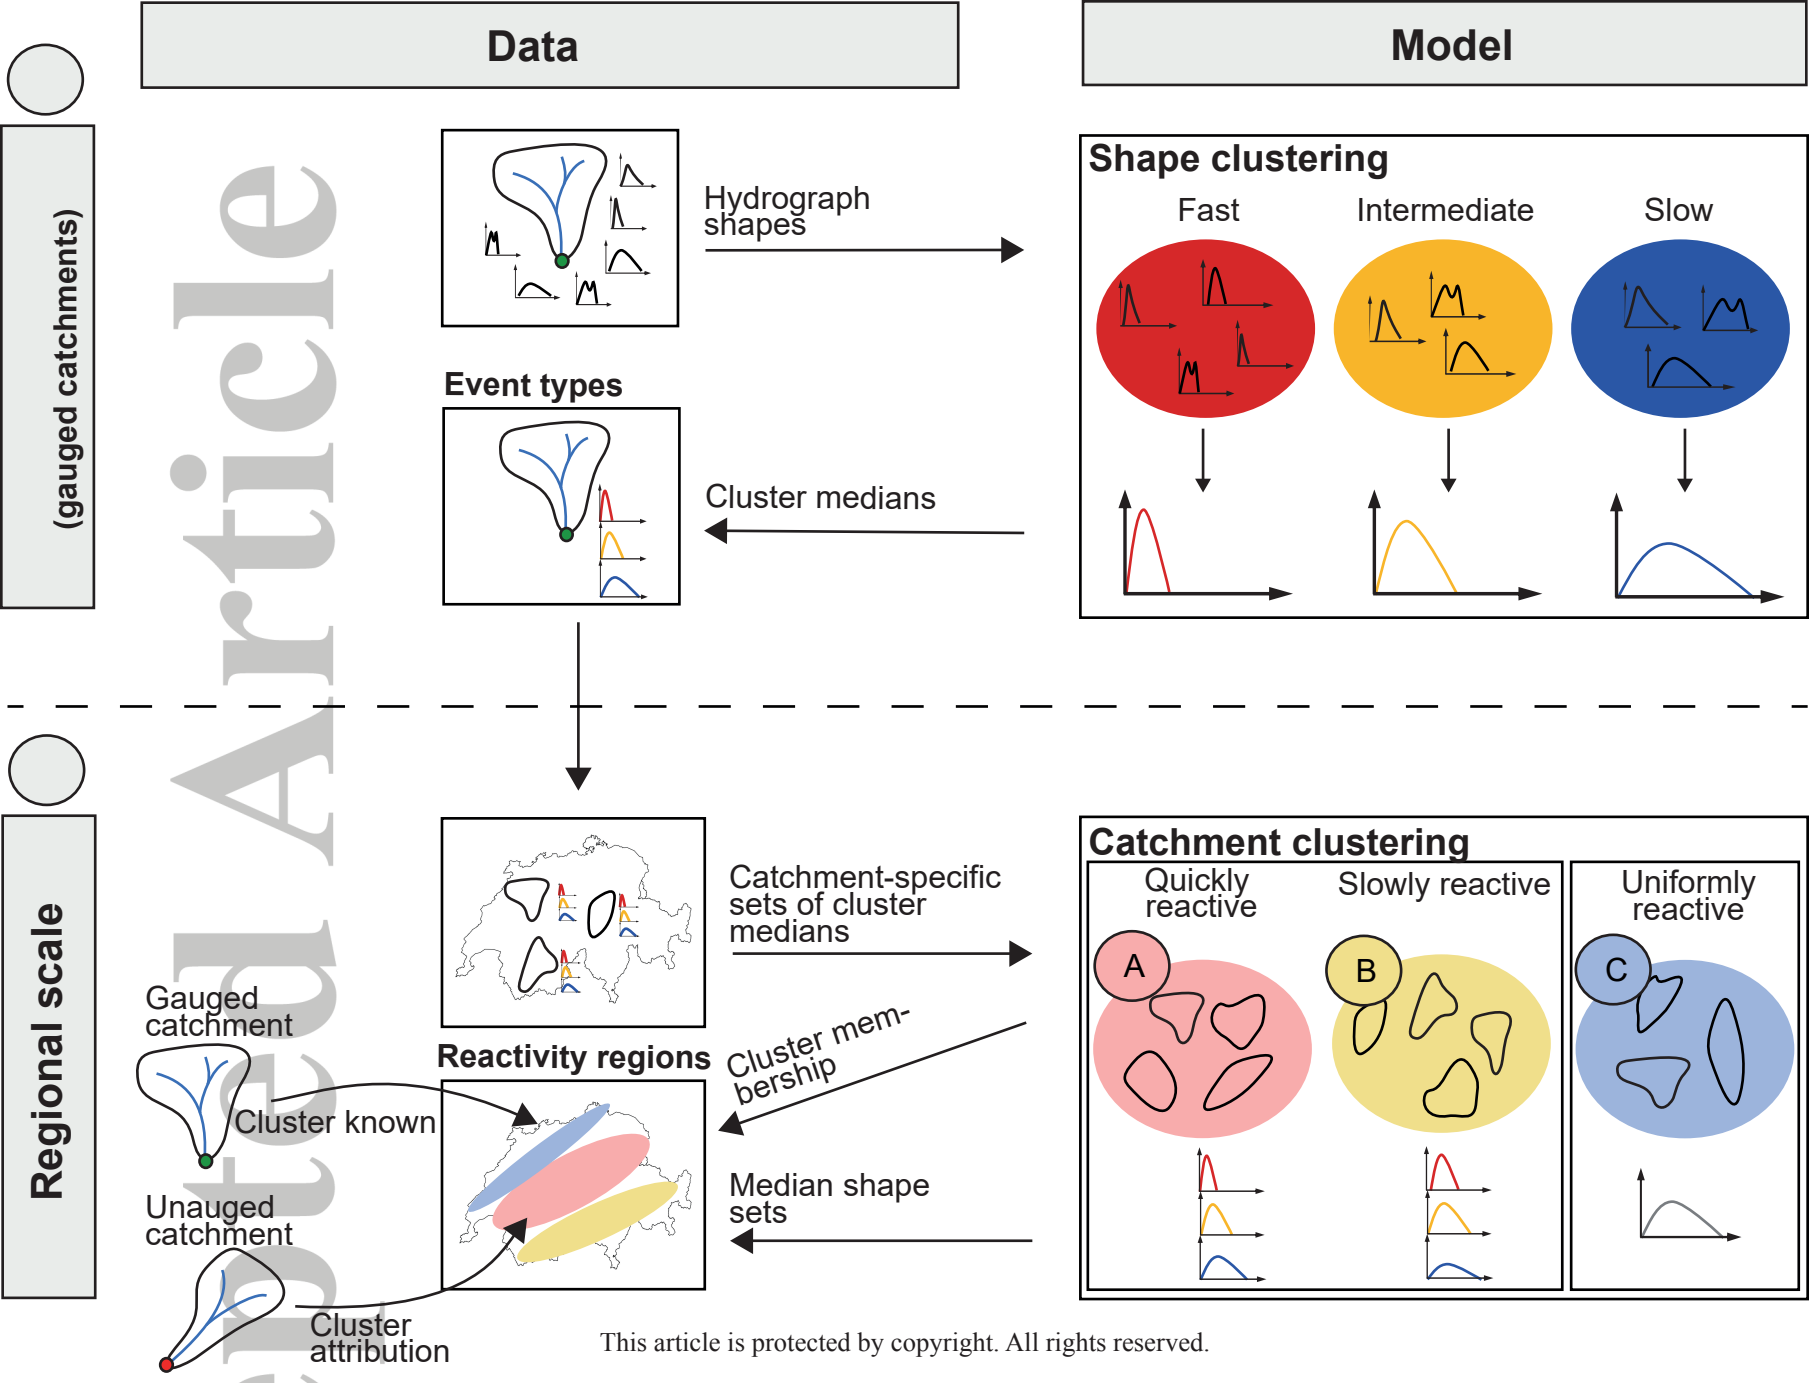 Data
Model
(gauged catchments)
Shape clustering
Fast
Intermediate
Slow
Hydrograph
shapes
Event types
Cluster medians
Regional scale
Catchment-specific
sets of cluster
medians
Catchment clustering
Quickly
reactive
Slowly reactive
Uniformly
reactive
A
B
C
Gauged
catchment
Reactivity regions
Cluster mem-
bership
Cluster known
Median shape
sets
Unauged
catchment
Cluster
attribution
pted Article
This article is protected by copyright. All rights reserved.